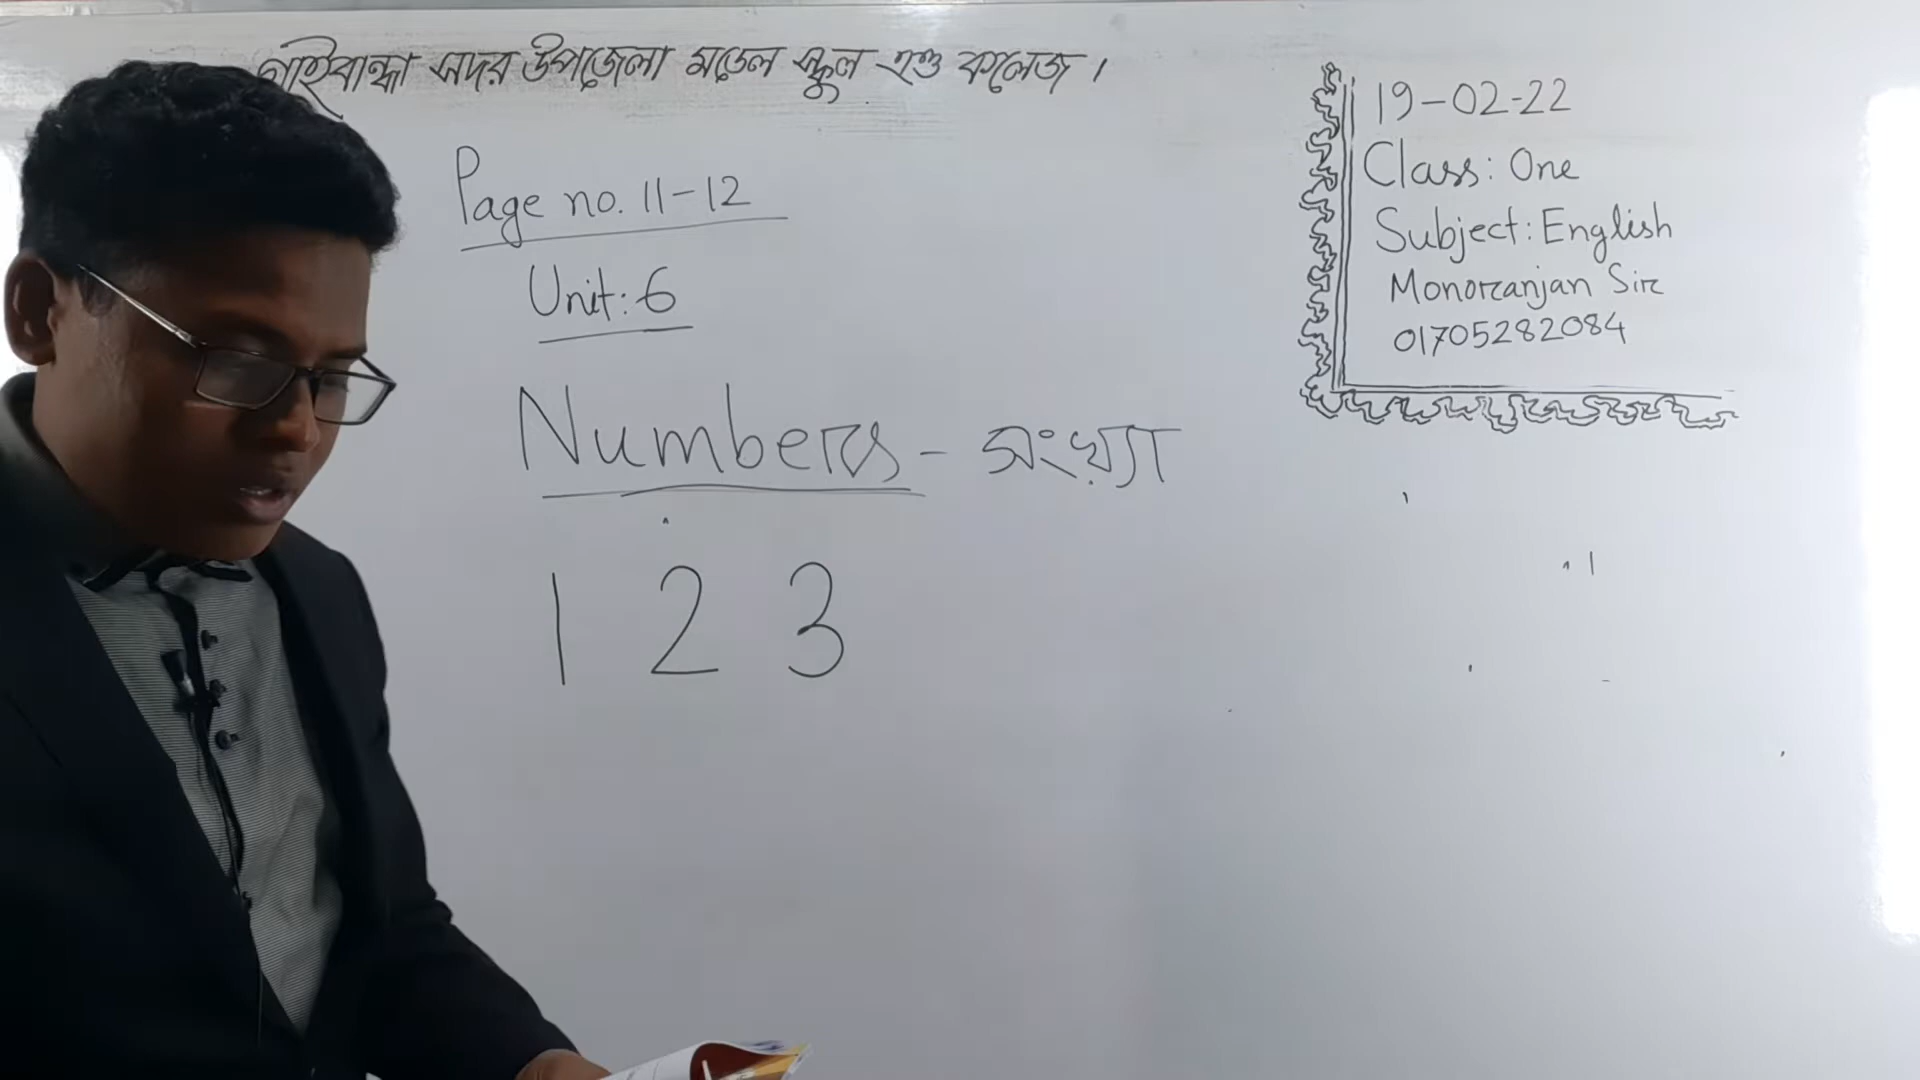 গাইবান্ধা সদর উপজেলা মডেল স্কুল এন্ড কলেজ।
Page no. 11-12
Unit: 6
Numbers - সংখ্যা
1 2 3
19-02-22
Class: One
Subject: English
Monoranjan Sir
01705282084